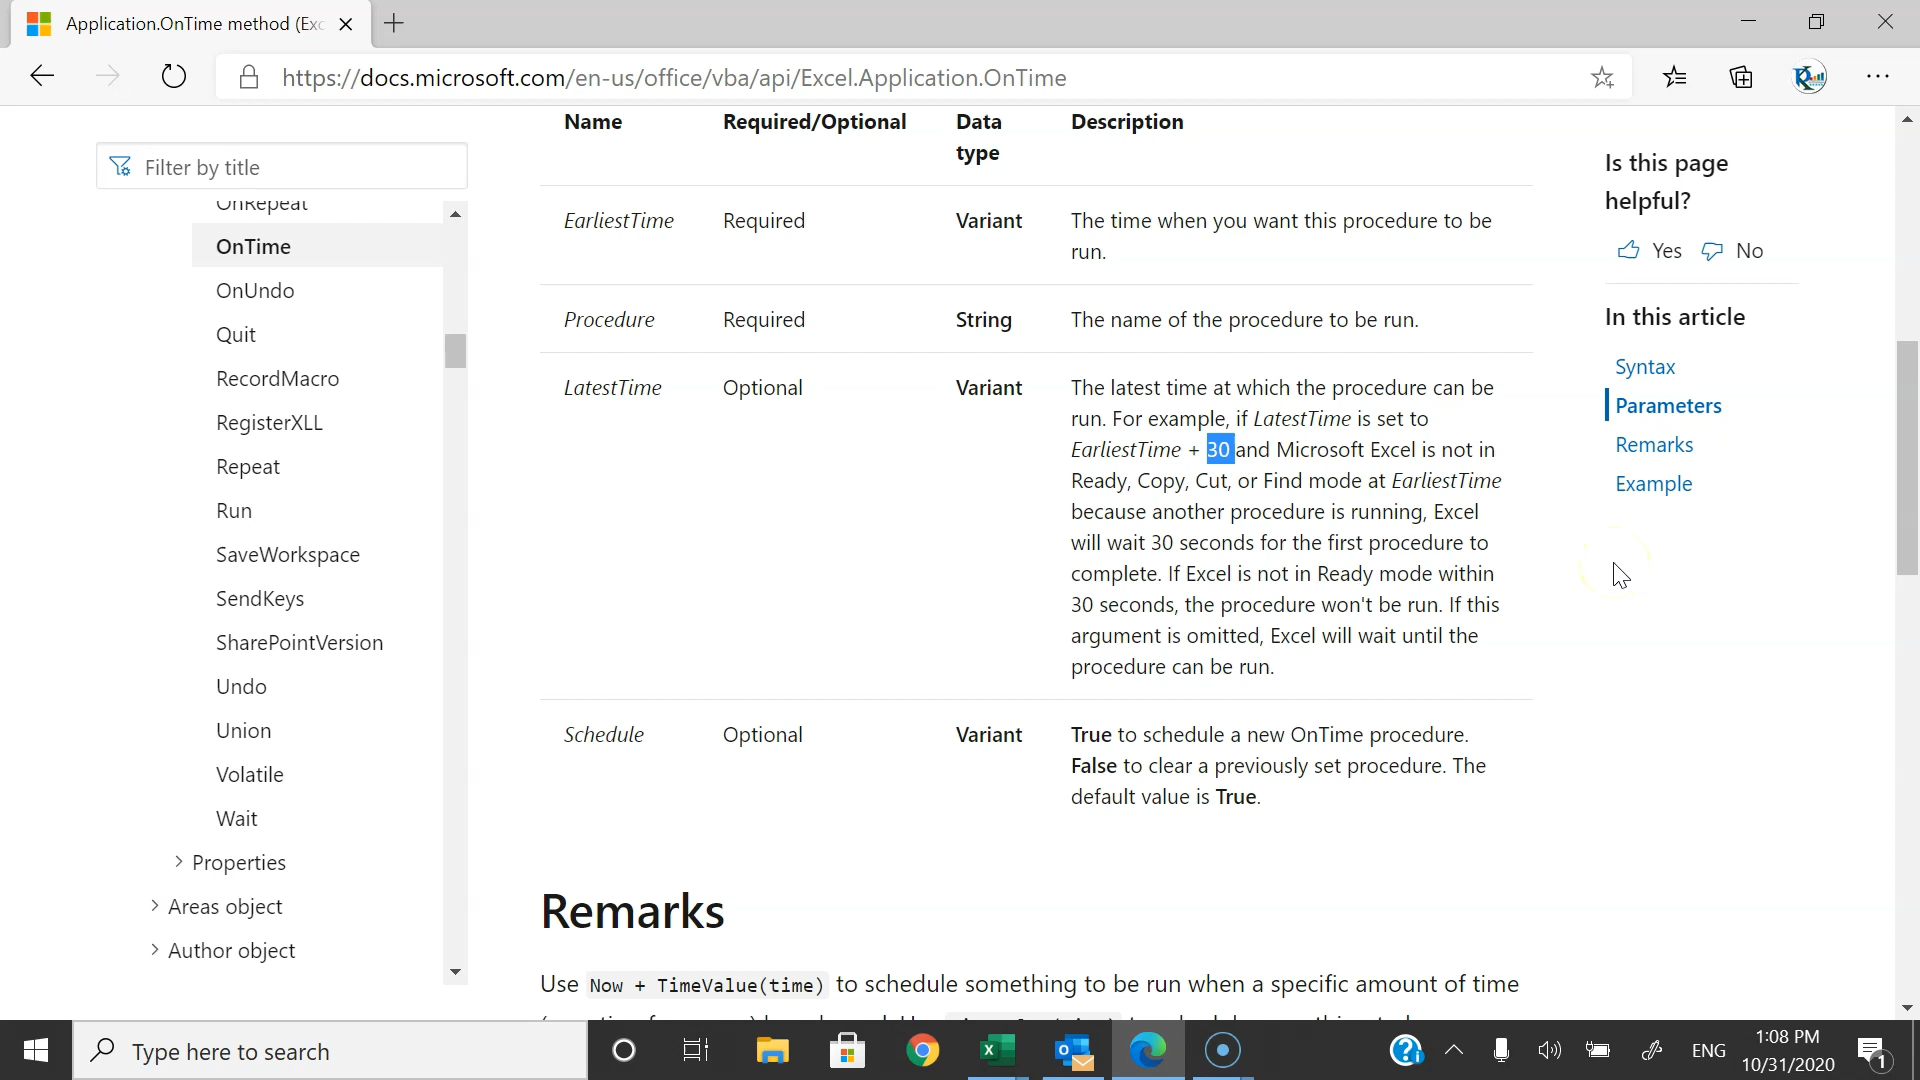 Application.OnTime method (Exc
https://docs.microsoft.com/en-us/office/vba/api/Excel.Application.OnTime
Filter by title
OnRepeat
OnTime
OnUndo
Quit
RecordMacro
RegisterXLL
Repeat
Run
SaveWorkspace
SendKeys
SharePointVersion
Undo
Union
Volatile
Wait
Properties
Areas object
Author object
Name Required/Optional Data type Description
EarliestTime Required Variant The time when you want this procedure to be
run.
Procedure Required String The name of the procedure to be run.
LatestTime Optional Variant The latest time at which the procedure can be
run. For example, if LatestTime is set to
EarliestTime + 30 and Microsoft Excel is not in
Ready, Copy, Cut, or Find mode at EarliestTime
because another procedure is running, Excel
will wait 30 seconds for the first procedure to
complete. If Excel is not in Ready mode within
30 seconds, the procedure won't be run. If this
argument is omitted, Excel will wait until the
procedure can be run.
Schedule Optional Variant True to schedule a new OnTime procedure.
False to clear a previously set procedure. The
default value is True.
Remarks
Use Now + TimeValue(time) to schedule something to be run when a specific amount of time
Is this page
helpful?
Yes No
In this article
Syntax
Parameters
Remarks
Example
Type here to search
ENG
1:08 PM
10/31/2020
1